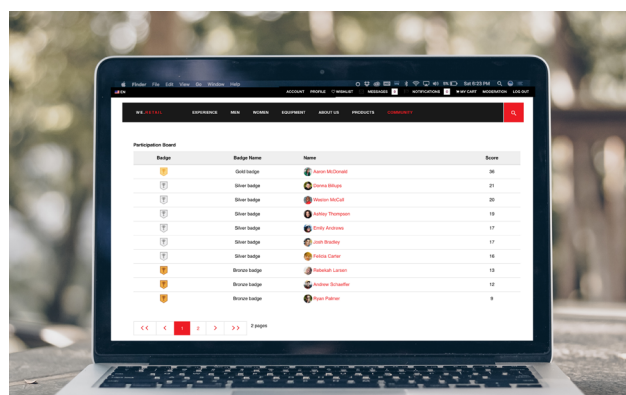 Finder File Edit View Go Window Help Sat 9:33 PM
EN ACCOUNT PROFILE WISHLIST MESSAGES NOTIFICATIONS MY CART MODERATION LOG OUT
EXPERIENCE MEN WOMEN EQUIPMENT ABOUT US PRODUCTS COMMUNITY
Participation Board
Badge Badge Name Name Score
Gold badge Aaron McDonald 36
Silver badge Dianna Billups 21
Silver badge Weston McCall 20
Silver badge Ashley Thompson 19
Silver badge Emily Andrews 17
Silver badge Josh Bradley 17
Silver badge Felicia Carter 16
Bronze badge Rebekah Larsen 13
Bronze badge Andrew Schaeffer 12
Bronze badge Ryan Palmer 9
<< < 1 2 > >> 2 pages